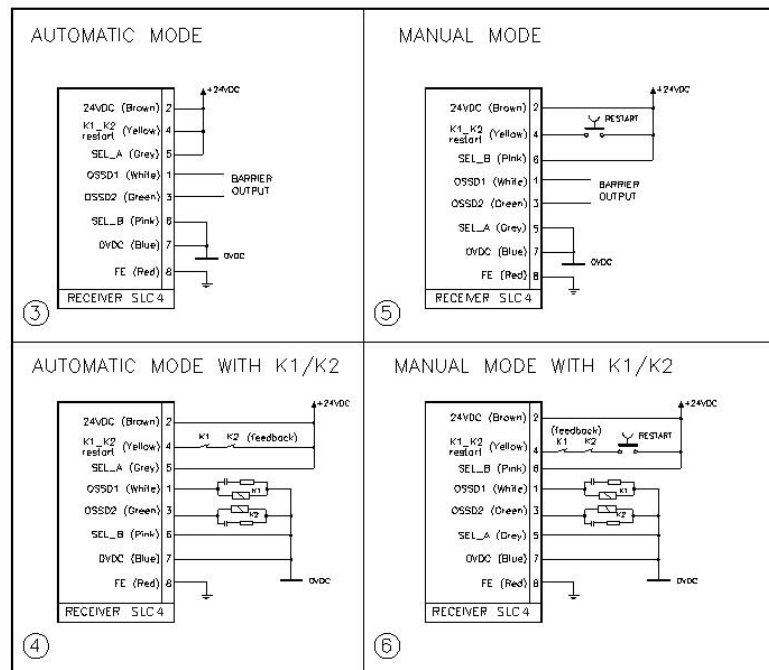 AUTOMATIC MODE
+24VDC
24VDC (Brown) 2
K1_K2 restart (Yellow) 4
SEL_A (Grey) 5
OSSD1 (White) 1
BARRIER OUTPUT
OSSD2 (Green) 3
SEL_B (Pink) 6
0VDC (Blue) 7
0VDC
FE (Red) 8
RECEIVER SLC4
3
MANUAL MODE
+24VDC
24VDC (Brown) 2
RESTART
K1_K2 restart (Yellow) 4
SEL_B (Pink) 6
OSSD1 (White) 1
BARRIER OUTPUT
OSSD2 (Green) 3
SEL_A (Grey) 5
0VDC (Blue) 7
0VDC
FE (Red) 8
RECEIVER SLC4
5
AUTOMATIC MODE WITH K1/K2
+24VDC
24VDC (Brown) 2
K1 K2 (feedback)
K1_K2 restart (Yellow) 4
SEL_A (Grey) 5
OSSD1 (White) 1
K1
OSSD2 (Green) 3
K2
SEL_B (Pink) 6
0VDC (Blue) 7
FE (Red) 8
0VDC
RECEIVER SLC4
4
MANUAL MODE WITH K1/K2
+24VDC
24VDC (Brown) 2
(feedback)
K1 K2
RESTART
K1_K2 restart (Yellow) 4
SEL_B (Pink) 6
OSSD1 (White) 1
K1
OSSD2 (Green) 3
K2
SEL_A (Grey) 5
0VDC (Blue) 7
FE (Red) 8
0VDC
RECEIVER SLC4
6